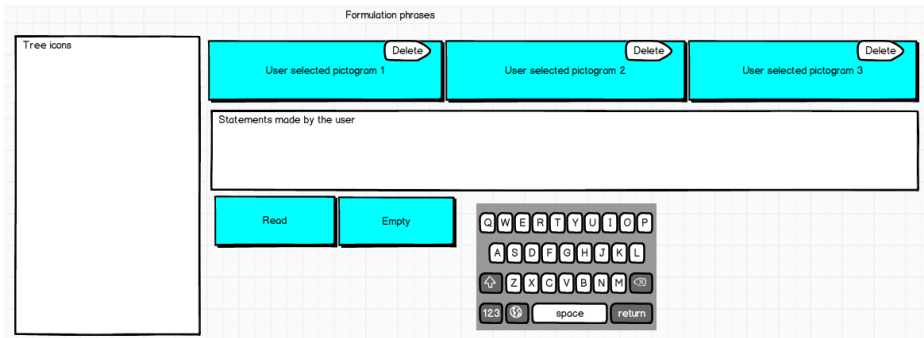 Formulation phrases
Tree icons
Delete
User selected pictogram 1
Delete
User selected pictogram 2
Delete
User selected pictogram 3
Statements made by the user
Read
Empty
Q W E R T Y U I O P
A S D F G H J K L
Z X C V B N M
123 space return